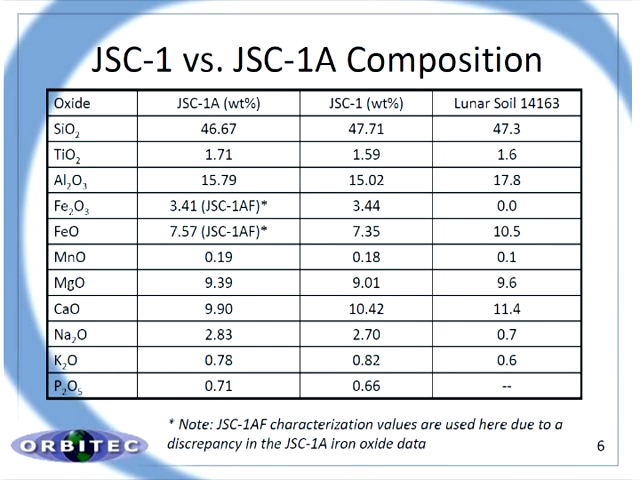 JSC-1 vs. JSC-1A Composition
Oxide JSC-1A (wt%) JSC-1 (wt%) Lunar Soil 14163
SiO₂ 46.67 47.71 47.3
TiO₂ 1.71 1.59 1.6
Al₂O₃ 15.79 15.02 17.8
Fe₂O₃ 3.41 (JSC-1AF)* 3.44 0.0
FeO 7.57 (JSC-1AF)* 7.35 10.5
MnO 0.19 0.18 0.1
MgO 9.39 9.01 9.6
CaO 9.90 10.42 11.4
Na₂O 2.83 2.70 0.7
K₂O 0.78 0.82 0.6
P₂O₅ 0.71 0.66 --
* Note: JSC-1AF characterization values are used here due to a
discrepancy in the JSC-1A iron oxide data
ORBITEC
6